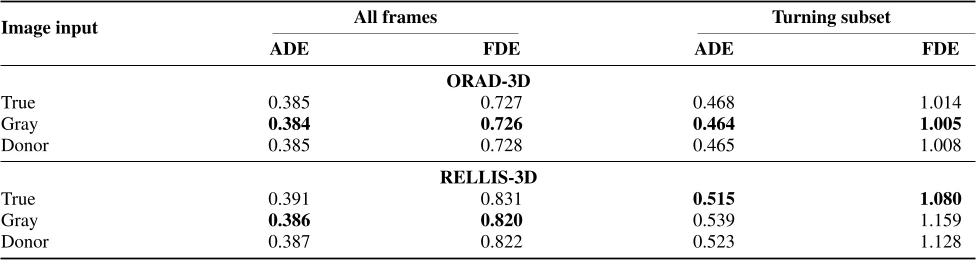 Image input All frames Turning subset
ADE FDE ADE FDE
ORAD-3D
True 0.385 0.727 0.468 1.014
Gray 0.384 0.726 0.464 1.005
Donor 0.385 0.728 0.465 1.008
RELLIS-3D
True 0.391 0.831 0.515 1.080
Gray 0.386 0.820 0.539 1.159
Donor 0.387 0.822 0.523 1.128